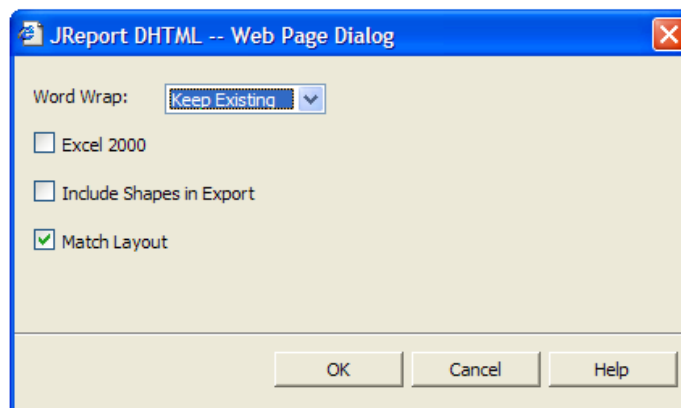 JReport DHTML -- Web Page Dialog
Word Wrap: Keep Existing
Excel 2000
Include Shapes in Export
Match Layout
OK Cancel Help